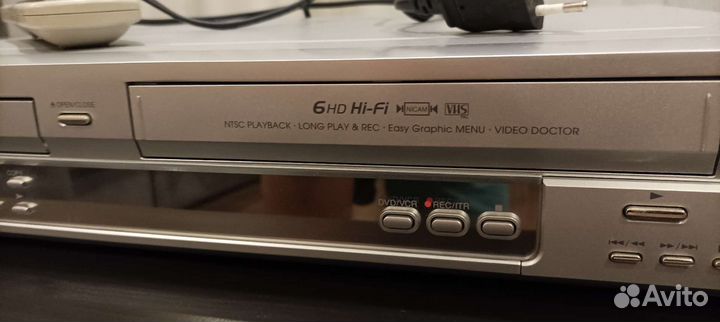 OPEN/CLOSE
6HD Hi-Fi NICAM VHS
NTSC PLAYBACK · LONG PLAY & REC · Easy Graphic MENU · VIDEO DOCTOR
COPY
DVD/VCR REC/ITR
Avito